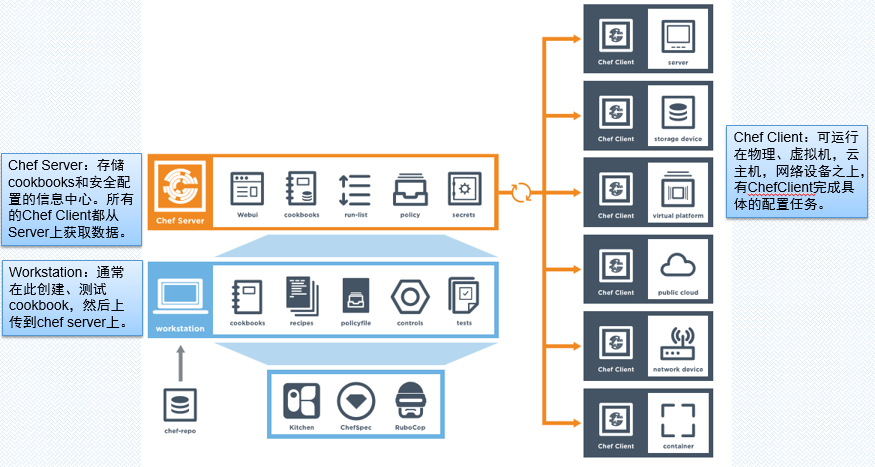 Chef Server：存储
cookbooks和安全配
置的信息中心。所有
的Chef Client都从
Server上获取数据。
Workstation：通常
在此创建、测试
cookbook，然后上
传到chef server上。
Chef Server
Webui
cookbooks
run-list
policy
secrets
workstation
cookbooks
recipes
policyfile
controls
tests
chef-repo
Kitchen
ChefSpec
RuboCop
Chef Client
server
Chef Client
storage device
Chef Client
virtual platform
Chef Client
public cloud
Chef Client
network device
Chef Client
container
Chef Client：可运行
在物理、虚拟机，云
主机，网络设备之上，
有ChefClient完成具
体的配置任务。